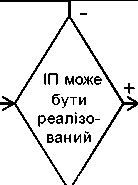 -
ІП може
+
бути
реалізо-
ваний